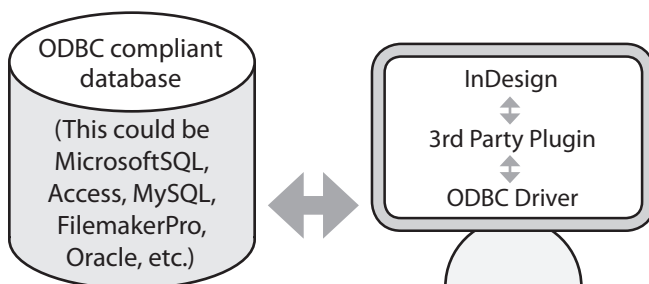 ODBC compliant
database
(This could be
MicrosoftSQL,
Access, MySQL,
FilemakerPro,
Oracle, etc.)
InDesign
3rd Party Plugin
ODBC Driver